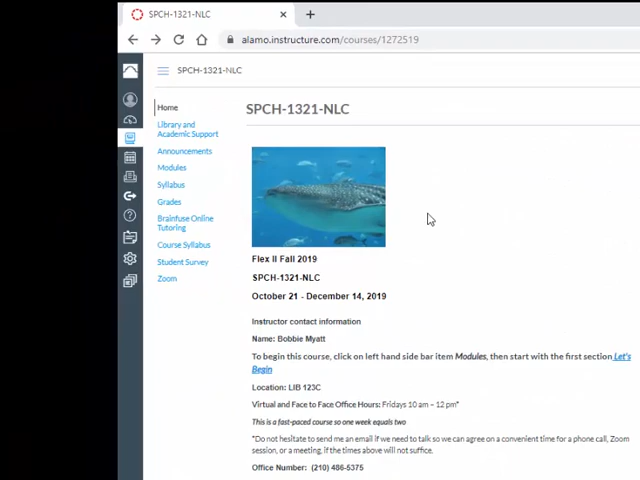 SPCH-1321-NLC
alamo.instructure.com/courses/1272519
SPCH-1321-NLC
Home
Library and
Academic Support
Announcements
Modules
Syllabus
Grades
Brainfuse Online
Tutoring
Course Syllabus
Student Survey
Zoom
SPCH-1321-NLC
Flex II Fall 2019
SPCH-1321-NLC
October 21 - December 14, 2019
Instructor contact information
Name: Bobbie Myatt
To begin this course, click on left hand side bar item Modules, then start with the first section Let's
Begin
Location: LIB 123C
Virtual and Face to Face Office Hours: Fridays 10 am – 12 pm*
This is a fast-paced course so one week equals two
*Do not hesitate to send me an email if we need to talk so we can agree on a convenient time for a phone call, Zoom
session, or a meeting, if the times above will not suffice.
Office Number: (210) 486-5375